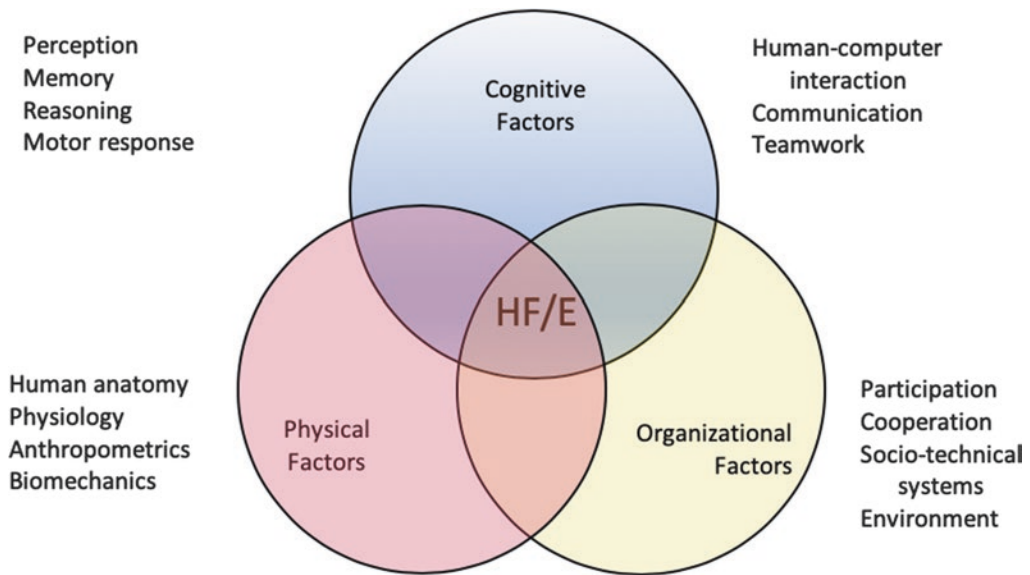 Perception
Memory
Reasoning
Motor response
Cognitive
Factors
Human-computer
interaction
Communication
Teamwork
HF/E
Human anatomy
Physiology
Anthropometrics
Biomechanics
Physical
Factors
Organizational
Factors
Participation
Cooperation
Socio-technical
systems
Environment